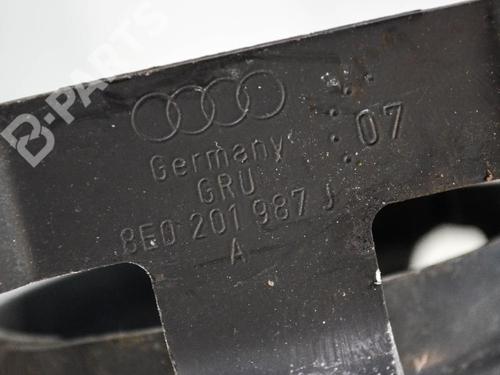 B-PARTS
Germany
07
GRU
8E0 201 987 J
A